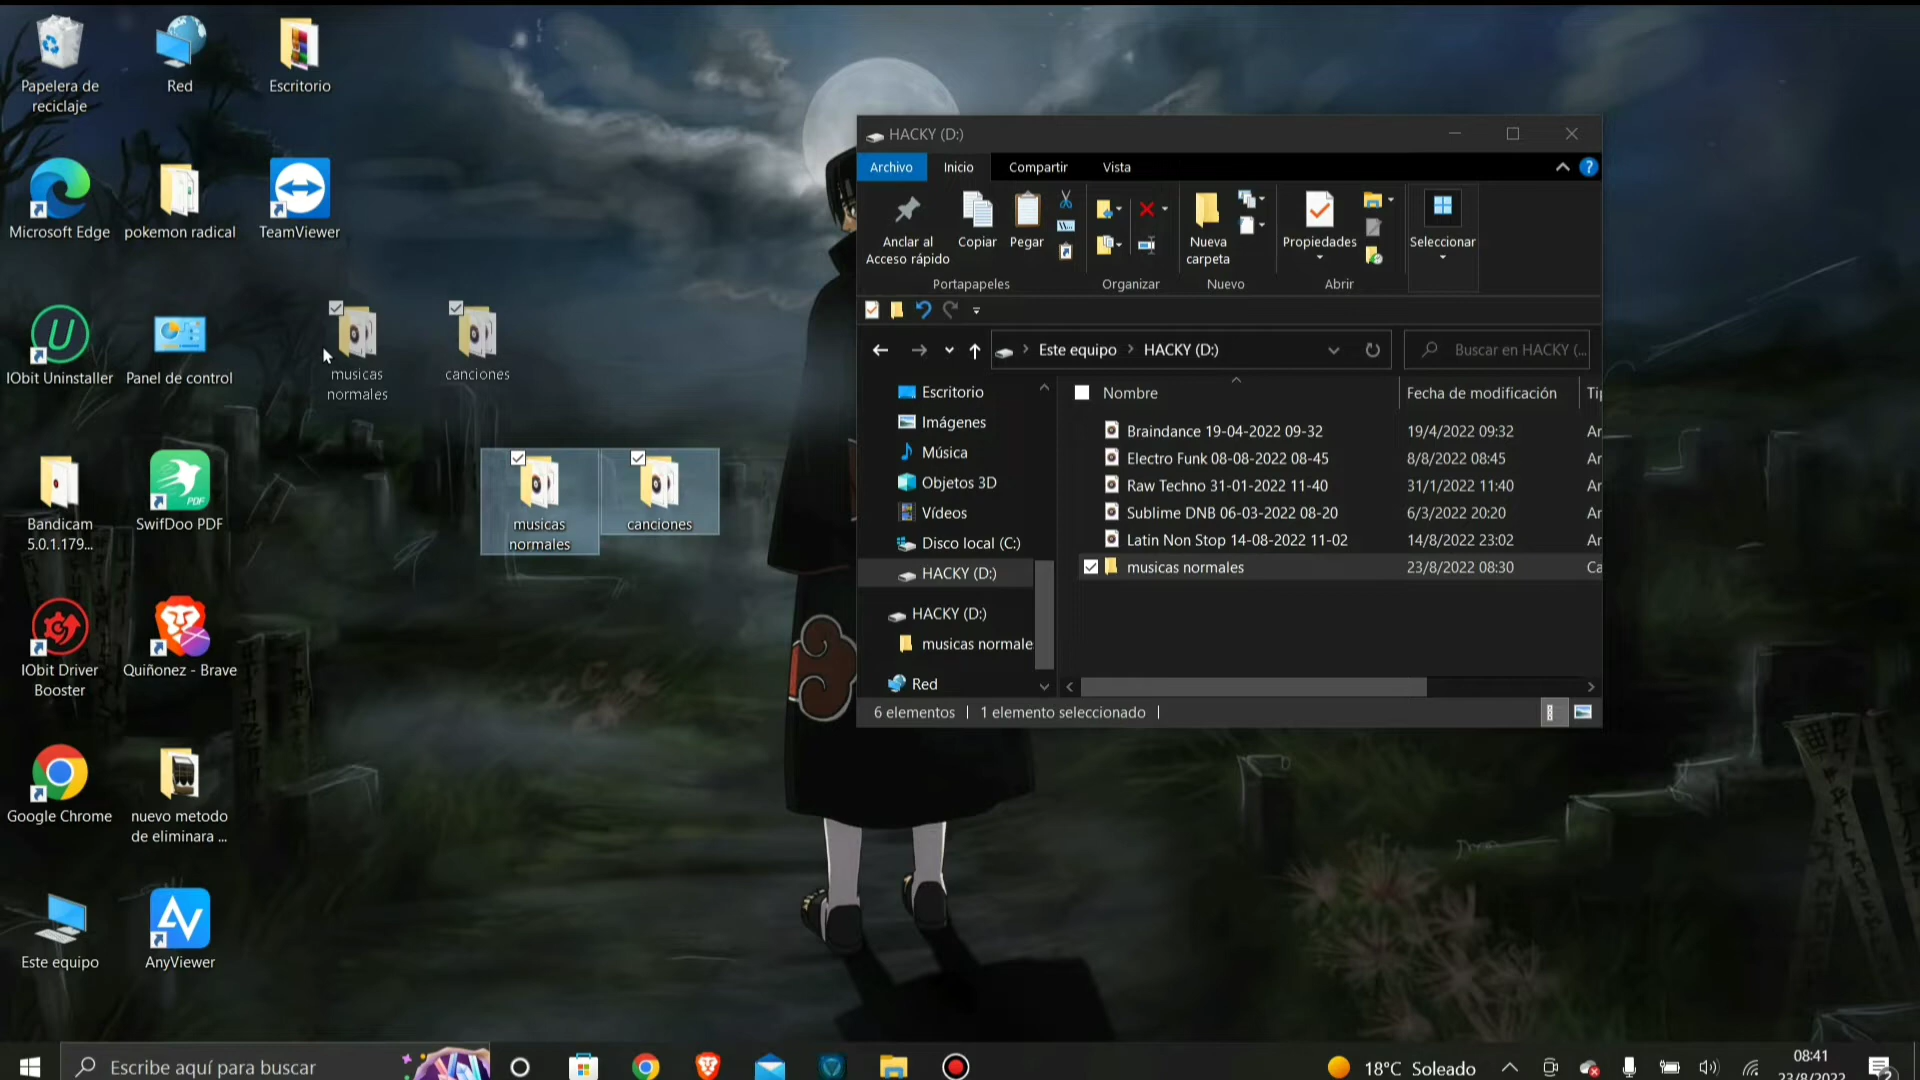 Papelera de
reciclaje
Red
Escritorio
Microsoft Edge
pokemon radical
TeamViewer
IObit Uninstaller
Panel de control
musicas
normales
canciones
Bandicam
5.0.1.179...
SwifDoo PDF
PDF
musicas
normales
canciones
IObit Driver
Booster
Quiñonez - Brave
Google Chrome
nuevo metodo
de eliminara ...
Este equipo
AnyViewer
HACKY (D:)
Archivo
Inicio
Compartir
Vista
Anclar al
Acceso rápido
Copiar
Pegar
Nueva
carpeta
Propiedades
Seleccionar
Portapapeles
Organizar
Nuevo
Abrir
Este equipo
HACKY (D:)
Buscar en HACKY (...
Escritorio
Imágenes
Música
Objetos 3D
Vídeos
Disco local (C:)
HACKY (D:)
HACKY (D:)
musicas normale
Red
Nombre
Fecha de modificación
Ti
Braindance 19-04-2022 09-32
19/4/2022 09:32
Ar
Electro Funk 08-08-2022 08-45
8/8/2022 08:45
Ar
Raw Techno 31-01-2022 11-40
31/1/2022 11:40
Ar
Sublime DNB 06-03-2022 08-20
6/3/2022 20:20
Ar
Latin Non Stop 14-08-2022 11-02
14/8/2022 23:02
Ar
musicas normales
23/8/2022 08:30
Ca
6 elementos
1 elemento seleccionado
Escribe aquí para buscar
18°C Soleado
08:41
23/8/2022
2